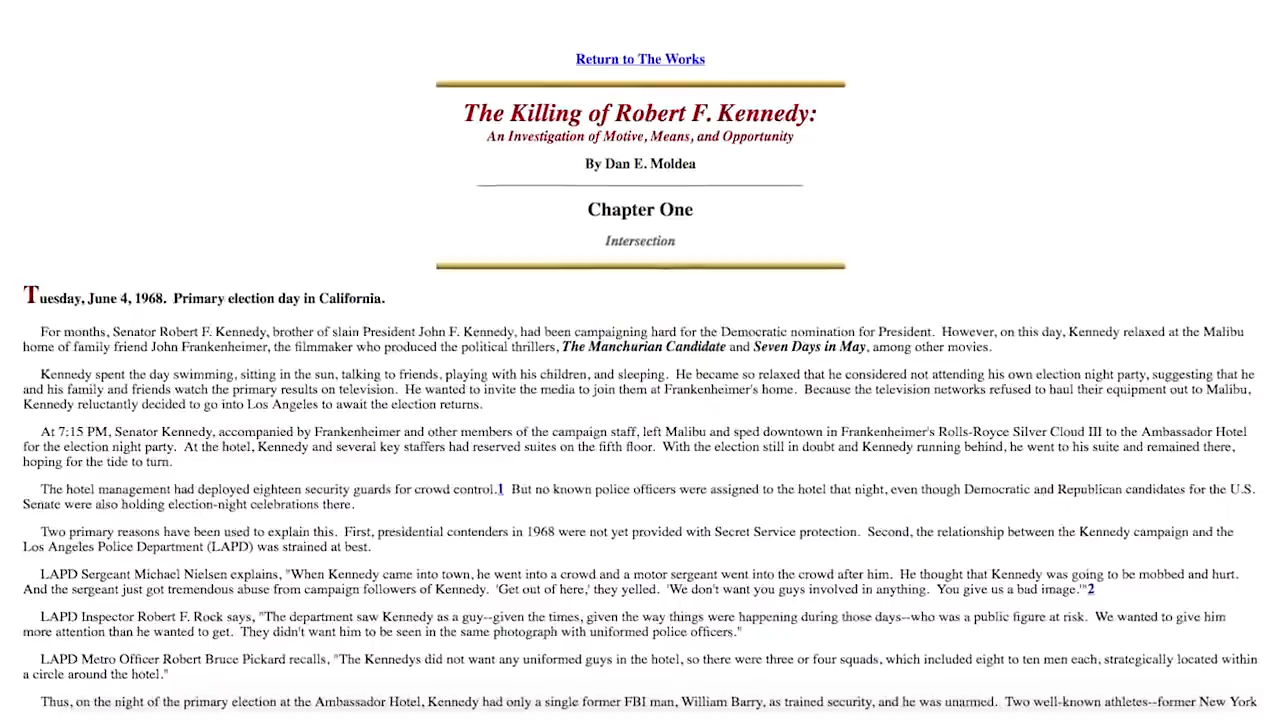 Return to The Works
The Killing of Robert F. Kennedy:
An Investigation of Motive, Means, and Opportunity
By Dan E. Moldea
Chapter One
Intersection
Tuesday, June 4, 1968.  Primary election day in California.
For months, Senator Robert F. Kennedy, brother of slain President John F. Kennedy, had been campaigning hard for the Democratic nomination for President.  However, on this day, Kennedy relaxed at the Malibu
home of family friend John Frankenheimer, the filmmaker who produced the political thrillers, The Manchurian Candidate and Seven Days in May, among other movies.
Kennedy spent the day swimming, sitting in the sun, talking to friends, playing with his children, and sleeping.  He became so relaxed that he considered not attending his own election night party, suggesting that he
and his family and friends watch the primary results on television.  He wanted to invite the media to join them at Frankenheimer's home.  Because the television networks refused to haul their equipment out to Malibu,
Kennedy reluctantly decided to go into Los Angeles to await the election returns.
At 7:15 PM, Senator Kennedy, accompanied by Frankenheimer and other members of the campaign staff, left Malibu and sped downtown in Frankenheimer's Rolls-Royce Silver Cloud III to the Ambassador Hotel
for the election night party.  At the hotel, Kennedy and several key staffers had reserved suites on the fifth floor.  With the election still in doubt and Kennedy running behind, he went to his suite and remained there,
hoping for the tide to turn.
The hotel management had deployed eighteen security guards for crowd control.1  But no known police officers were assigned to the hotel that night, even though Democratic and Republican candidates for the U.S.
Senate were also holding election-night celebrations there.
Two primary reasons have been used to explain this.  First, presidential contenders in 1968 were not yet provided with Secret Service protection.  Second, the relationship between the Kennedy campaign and the
Los Angeles Police Department (LAPD) was strained at best.
LAPD Sergeant Michael Nielsen explains, "When Kennedy came into town, he went into a crowd and a motor sergeant went into the crowd after him.  He thought that Kennedy was going to be mobbed and hurt.
And the sergeant just got tremendous abuse from campaign followers of Kennedy.  'Get out of here,' they yelled.  'We don't want you guys involved in anything.  You give us a bad image.'"2
LAPD Inspector Robert F. Rock says, "The department saw Kennedy as a guy--given the times, given the way things were happening during those days--who was a public figure at risk.  We wanted to give him
more attention than he wanted to get.  They didn't want him to be seen in the same photograph with uniformed police officers."
LAPD Metro Officer Robert Bruce Pickard recalls, "The Kennedys did not want any uniformed guys in the hotel, so there were three or four squads, which included eight to ten men each, strategically located within
a circle around the hotel."
Thus, on the night of the primary election at the Ambassador Hotel, Kennedy had only a single former FBI man, William Barry, as trained security, and he was unarmed.  Two well-known athletes--former New York